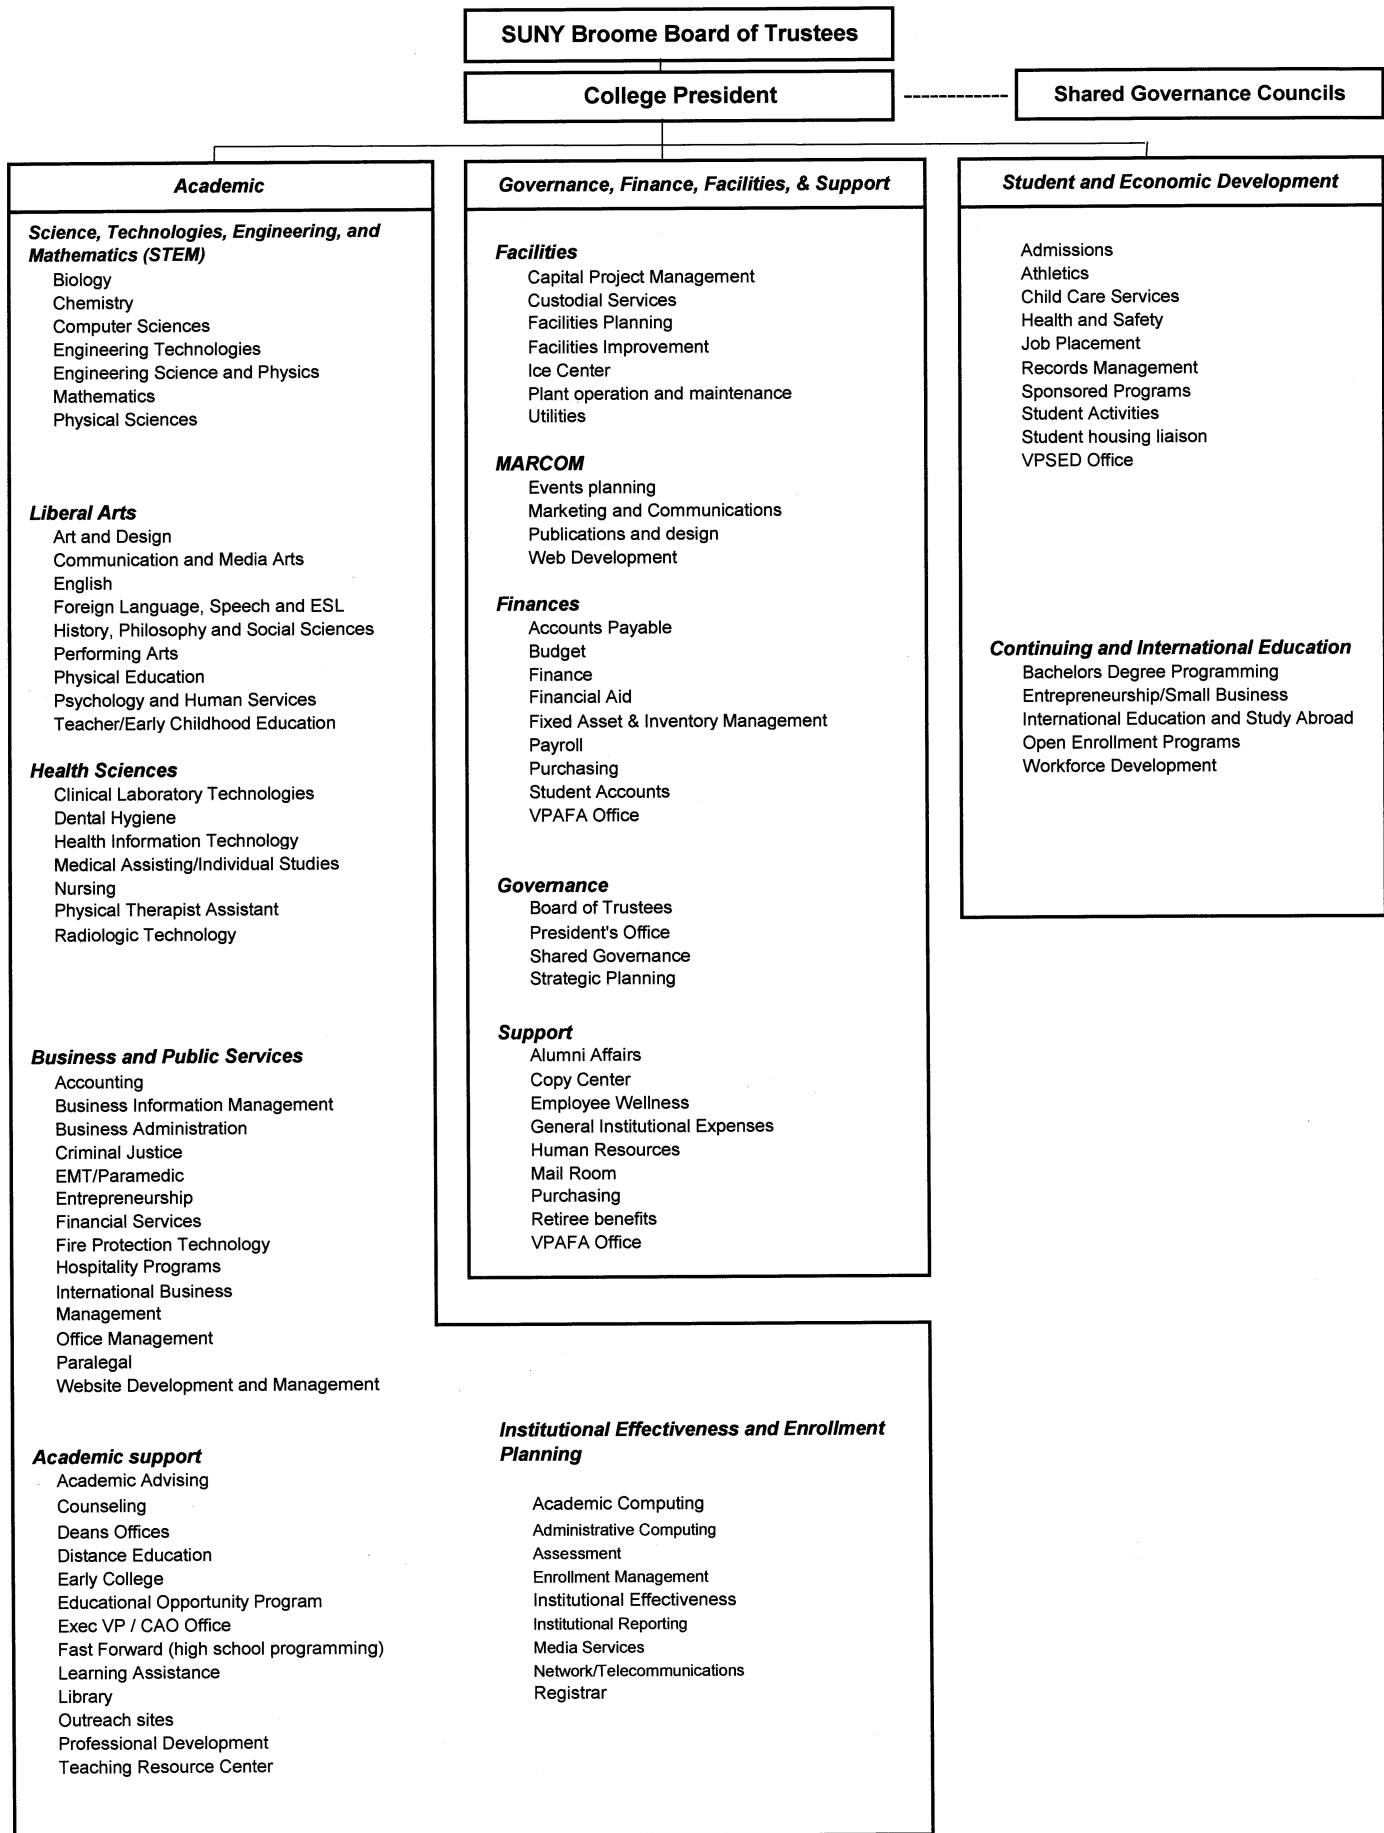 SUNY Broome Board of Trustees
College President
Shared Governance Councils
Academic
Science, Technologies, Engineering, and
Mathematics (STEM)
Biology
Chemistry
Computer Sciences
Engineering Technologies
Engineering Science and Physics
Mathematics
Physical Sciences
Liberal Arts
Art and Design
Communication and Media Arts
English
Foreign Language, Speech and ESL
History, Philosophy and Social Sciences
Performing Arts
Physical Education
Psychology and Human Services
Teacher/Early Childhood Education
Health Sciences
Clinical Laboratory Technologies
Dental Hygiene
Health Information Technology
Medical Assisting/Individual Studies
Nursing
Physical Therapist Assistant
Radiologic Technology
Business and Public Services
Accounting
Business Information Management
Business Administration
Criminal Justice
EMT/Paramedic
Entrepreneurship
Financial Services
Fire Protection Technology
Hospitality Programs
International Business
Management
Office Management
Paralegal
Website Development and Management
Academic support
Academic Advising
Counseling
Deans Offices
Distance Education
Early College
Educational Opportunity Program
Exec VP / CAO Office
Fast Forward (high school programming)
Learning Assistance
Library
Outreach sites
Professional Development
Teaching Resource Center
Institutional Effectiveness and Enrollment
Planning
Academic Computing
Administrative Computing
Assessment
Enrollment Management
Institutional Effectiveness
Institutional Reporting
Media Services
Network/Telecommunications
Registrar
Governance, Finance, Facilities, & Support
Facilities
Capital Project Management
Custodial Services
Facilities Planning
Facilities Improvement
Ice Center
Plant operation and maintenance
Utilities
MARCOM
Events planning
Marketing and Communications
Publications and design
Web Development
Finances
Accounts Payable
Budget
Finance
Financial Aid
Fixed Asset & Inventory Management
Payroll
Purchasing
Student Accounts
VPAFA Office
Governance
Board of Trustees
President's Office
Shared Governance
Strategic Planning
Support
Alumni Affairs
Copy Center
Employee Wellness
General Institutional Expenses
Human Resources
Mail Room
Purchasing
Retiree benefits
VPAFA Office
Student and Economic Development
Admissions
Athletics
Child Care Services
Health and Safety
Job Placement
Records Management
Sponsored Programs
Student Activities
Student housing liaison
VPSED Office
Continuing and International Education
Bachelors Degree Programming
Entrepreneurship/Small Business
International Education and Study Abroad
Open Enrollment Programs
Workforce Development